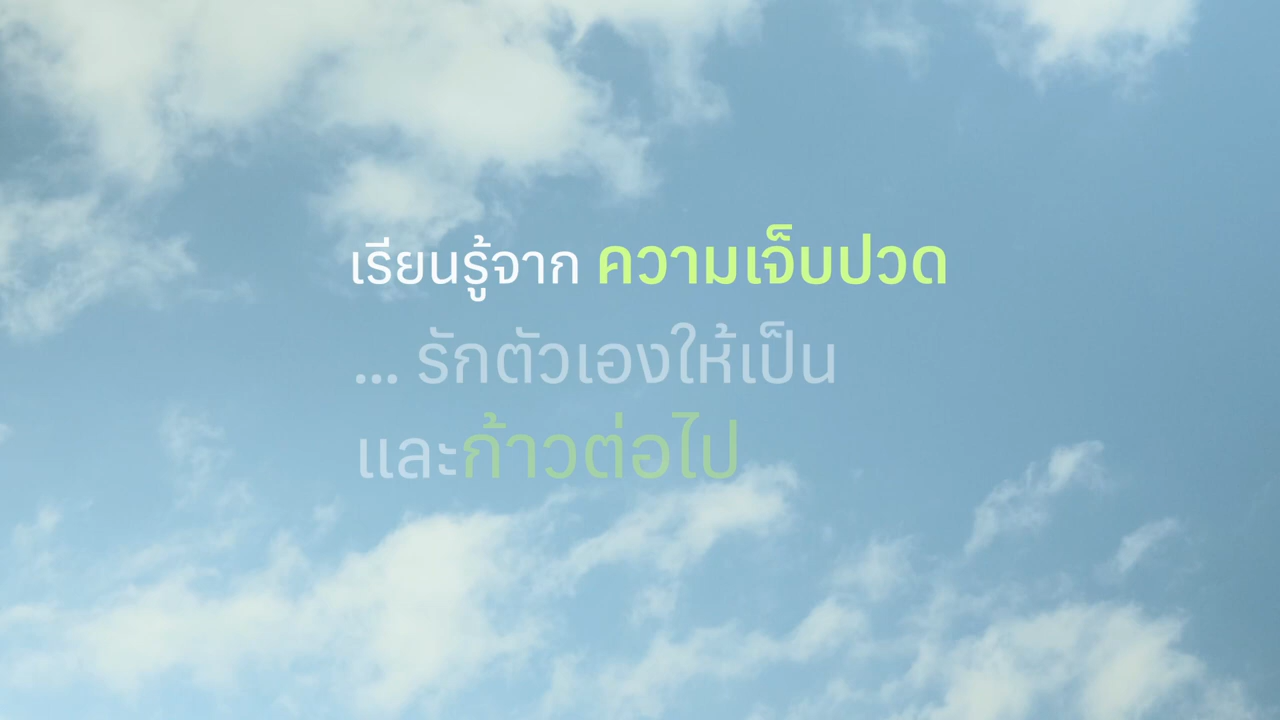 เรียนรู้จาก ความเจ็บปวด
... รักตัวเองให้เป็น
และก้าวต่อไป